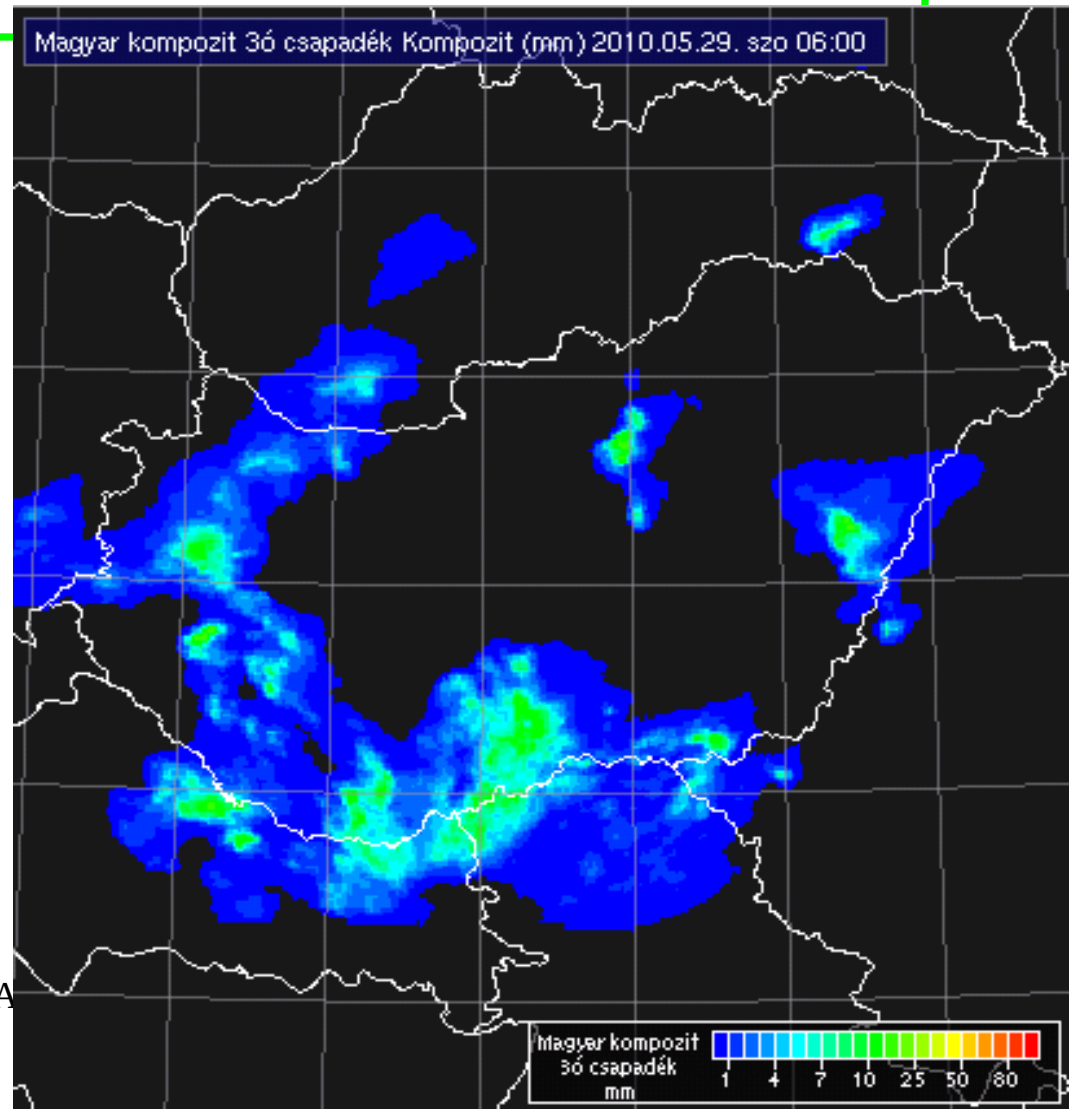 Magyar kompozit 3ó csapadék Kompozit (mm) 2010.05.29. szo 06:00
A
Magyar kompozit
3ó csapadék
mm
1 4 7 10 25 50 80